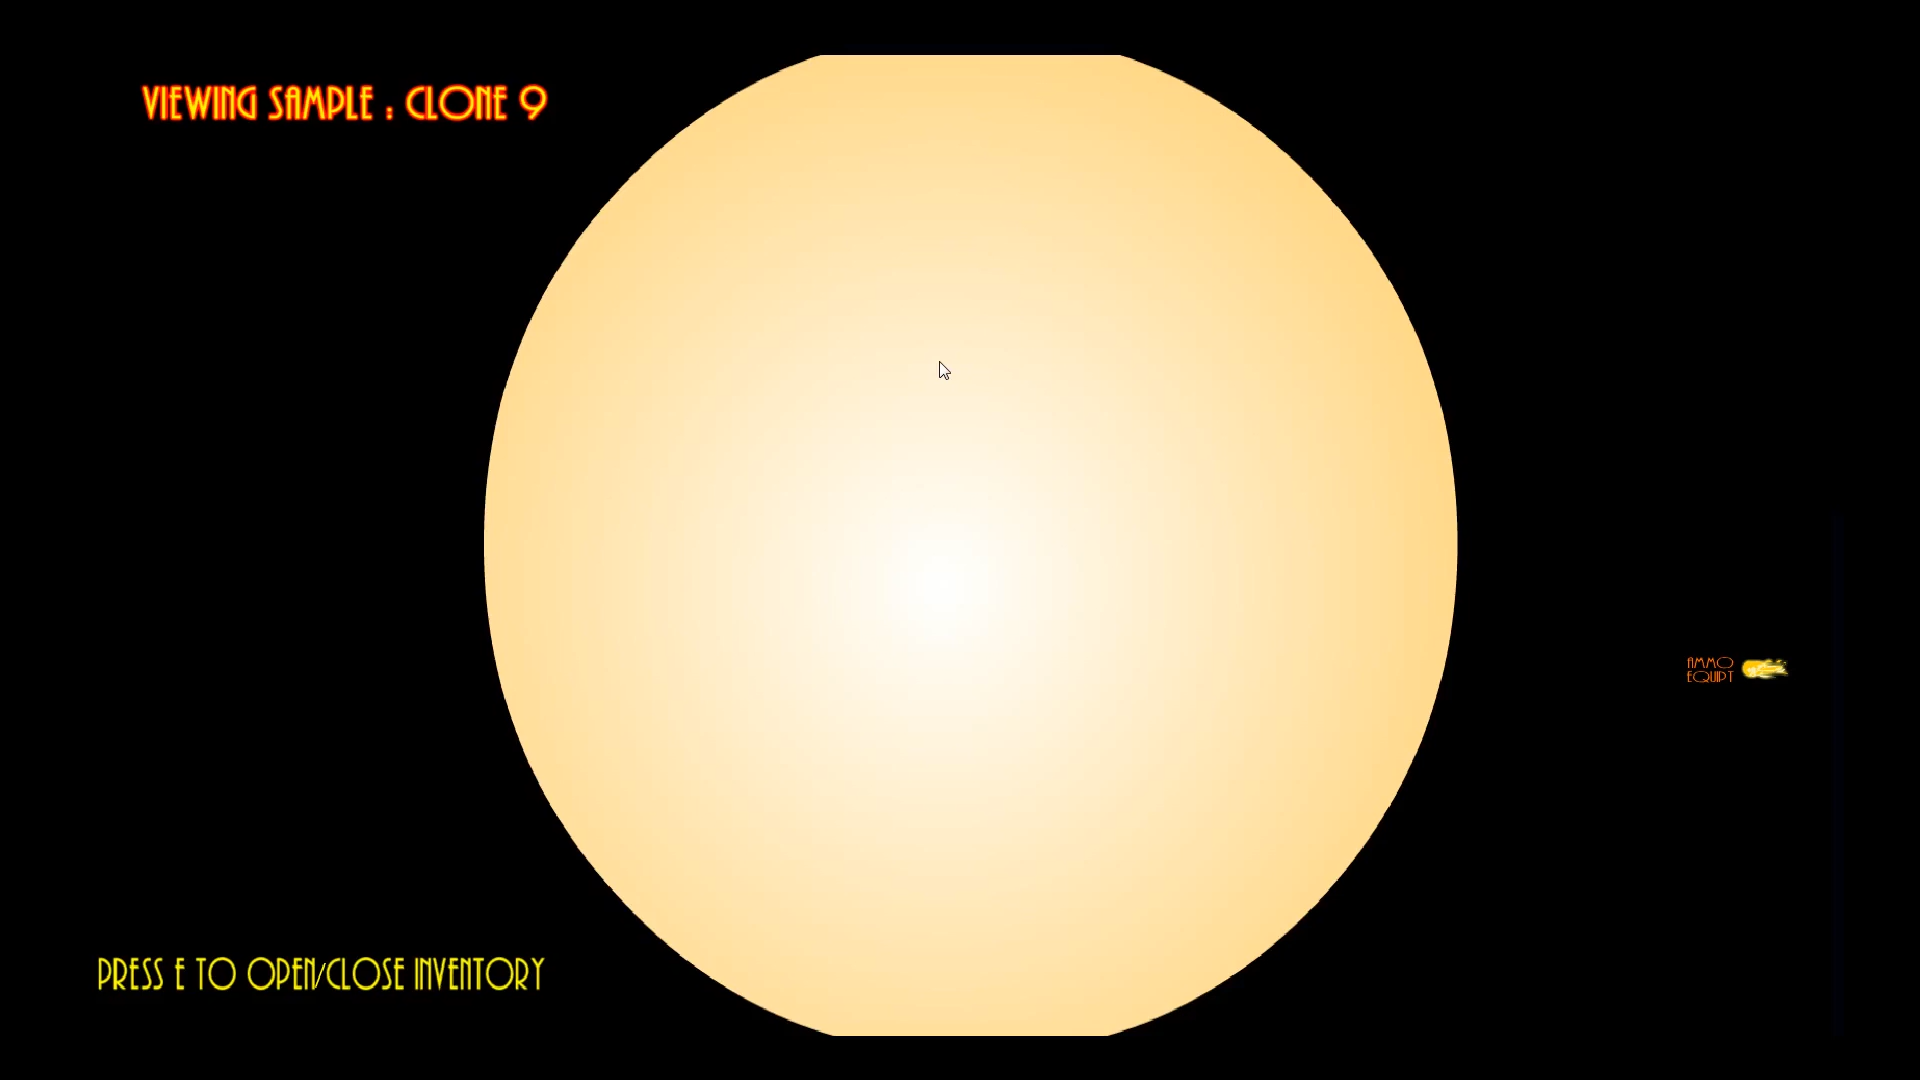 VIEWING SAMPLE : CLONE 9
AMMO
EQUIPT
PRESS E TO OPEN/CLOSE INVENTORY